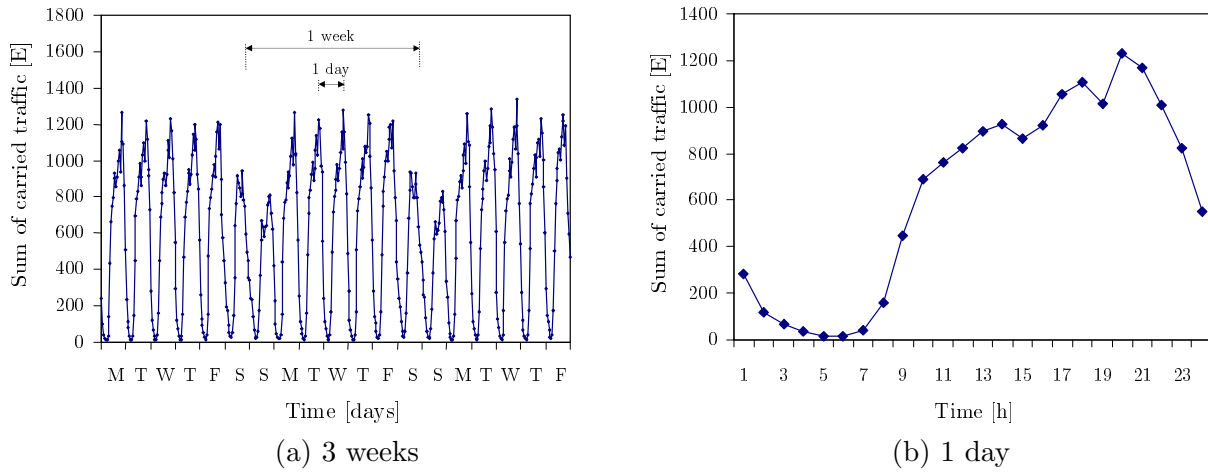 Sum of carried traffic [E]
1800
1600
1400
1200
1000
800
600
400
200
0
1 week
1 day
M T W T F S S M T W T F S S M T W T F
Time [days]
(a) 3 weeks
Sum of carried traffic [E]
1400
1200
1000
800
600
400
200
0
1 3 5 7 9 11 13 15 17 19 21 23
Time [h]
(b) 1 day